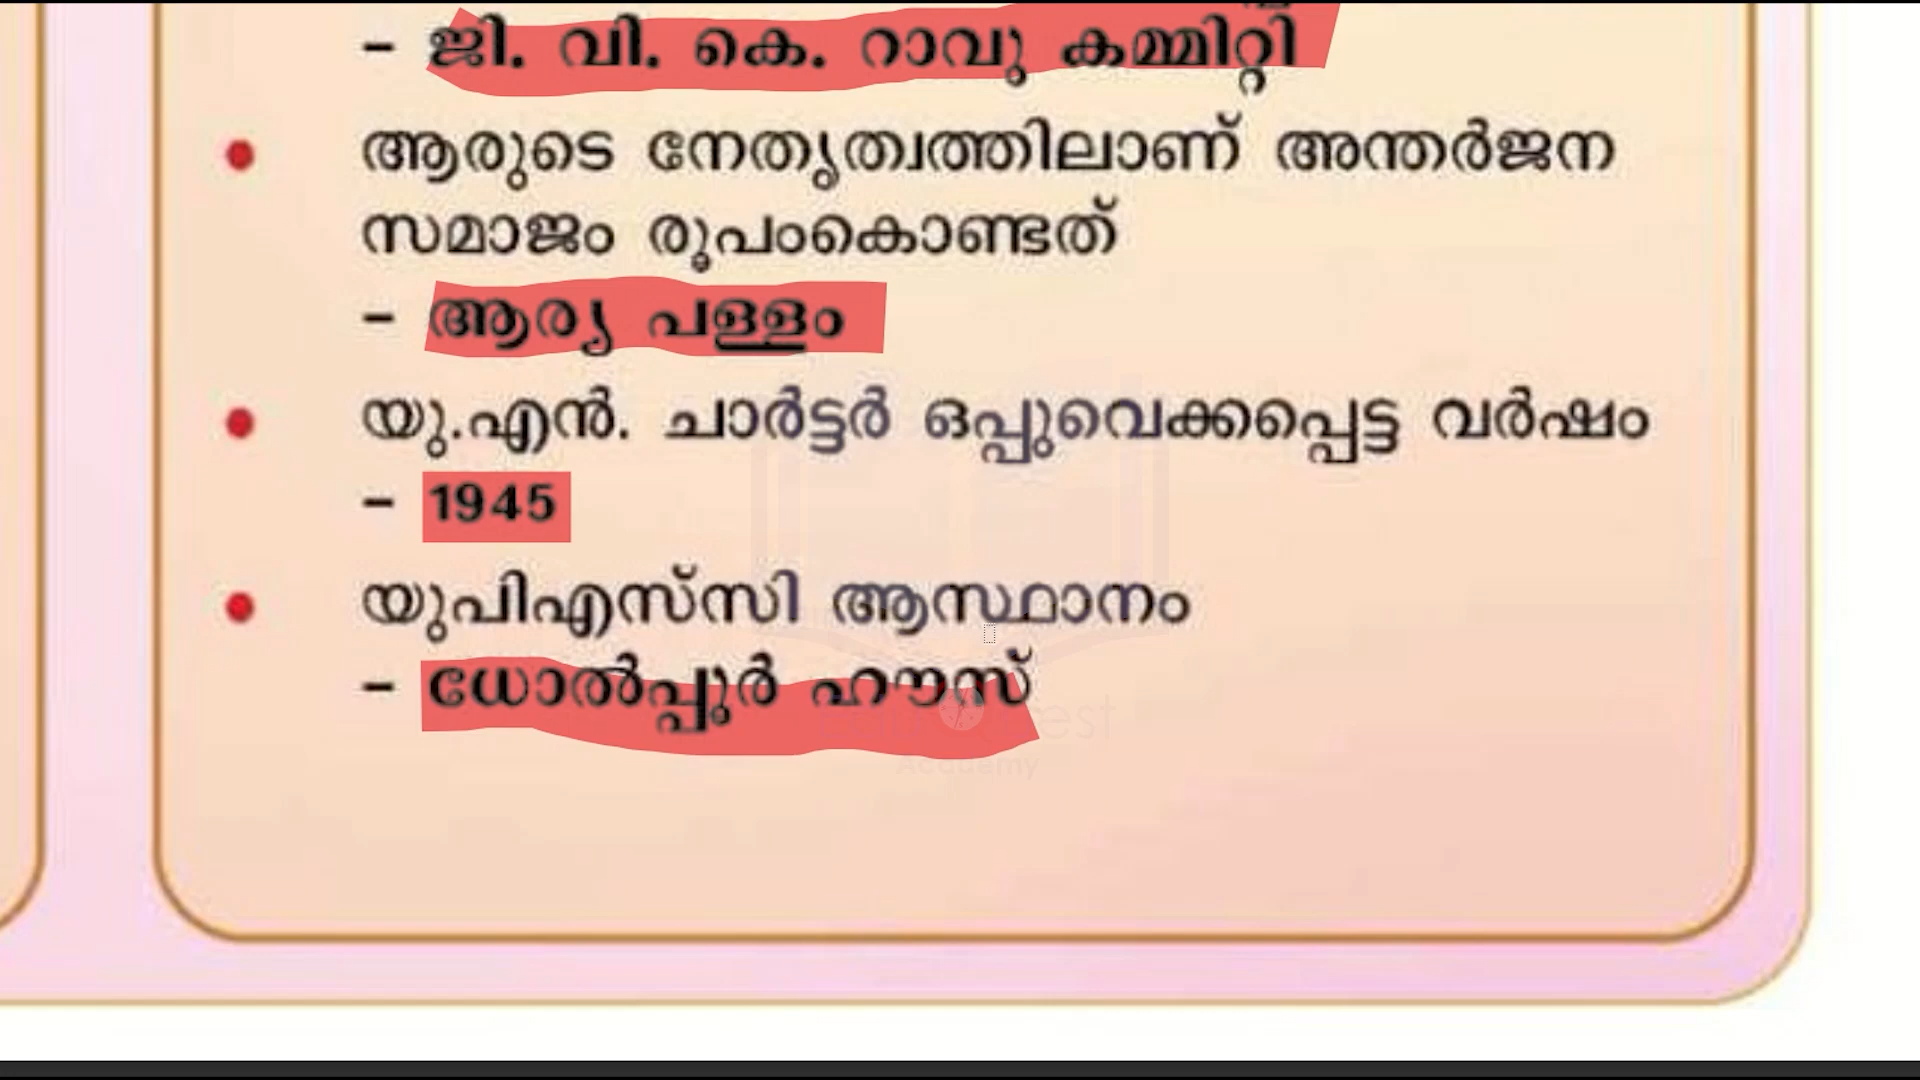 – ജി. വി. കെ. റാവു കമ്മിറ്റി
• ആരുടെ നേതൃത്വത്തിലാണ് അന്തർജന
സമാജം രൂപംകൊണ്ടത്
– ആര്യ പള്ളം
• യു.എൻ. ചാർട്ടർ ഒപ്പുവെക്കപ്പെട്ട വർഷം
– 1945
• യുപിഎസ്‌സി ആസ്ഥാനം
– ധോൽപ്പൂർ ഹൗസ്
Academy